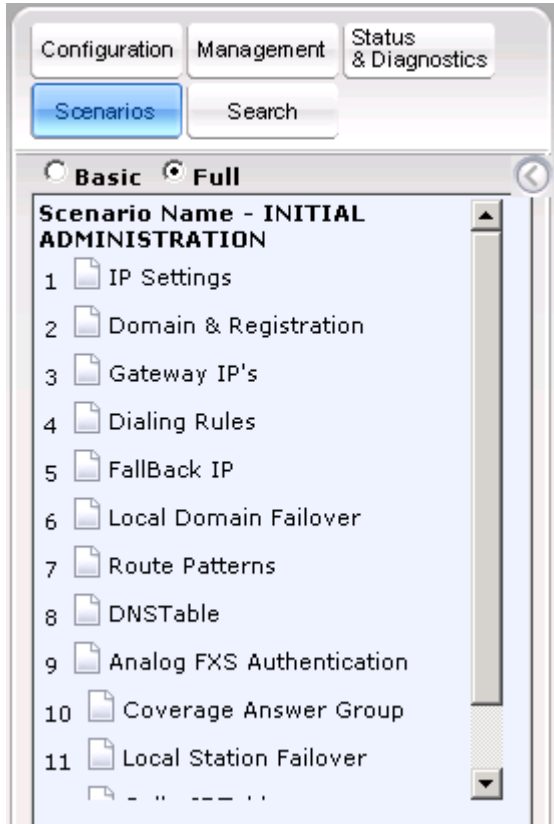 Configuration Management Status & Diagnostics
Scenarios Search
Basic Full
Scenario Name - INITIAL
ADMINISTRATION
1 IP Settings
2 Domain & Registration
3 Gateway IP's
4 Dialing Rules
5 FallBack IP
6 Local Domain Failover
7 Route Patterns
8 DNSTable
9 Analog FXS Authentication
10 Coverage Answer Group
11 Local Station Failover